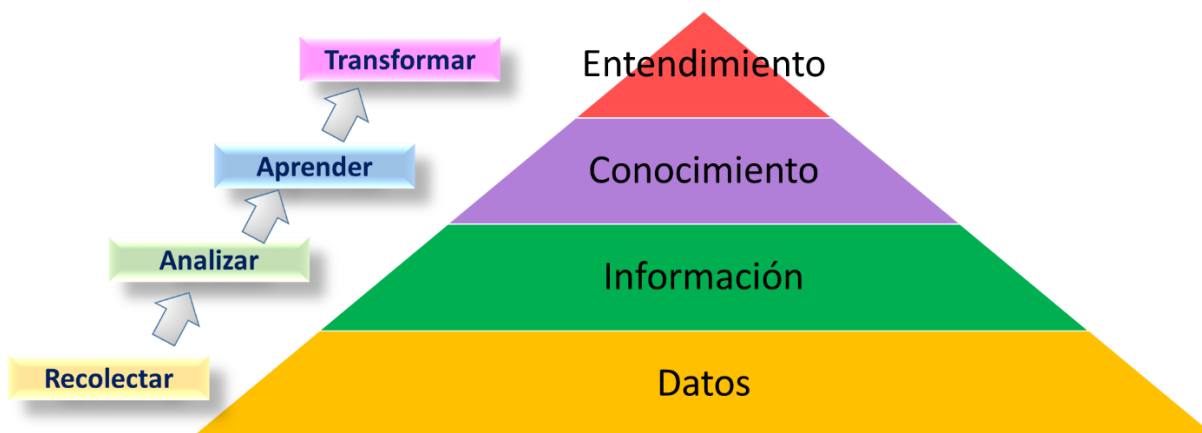 Transformar
Entendimiento
Aprender
Conocimiento
Analizar
Información
Recolectar
Datos